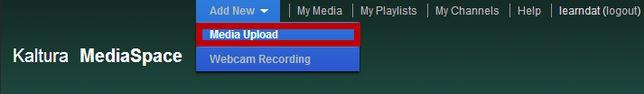 Add New | My Media | My Playlists | My Channels | Help | learndat (logout)
Media Upload
Kaltura MediaSpace
Webcam Recording